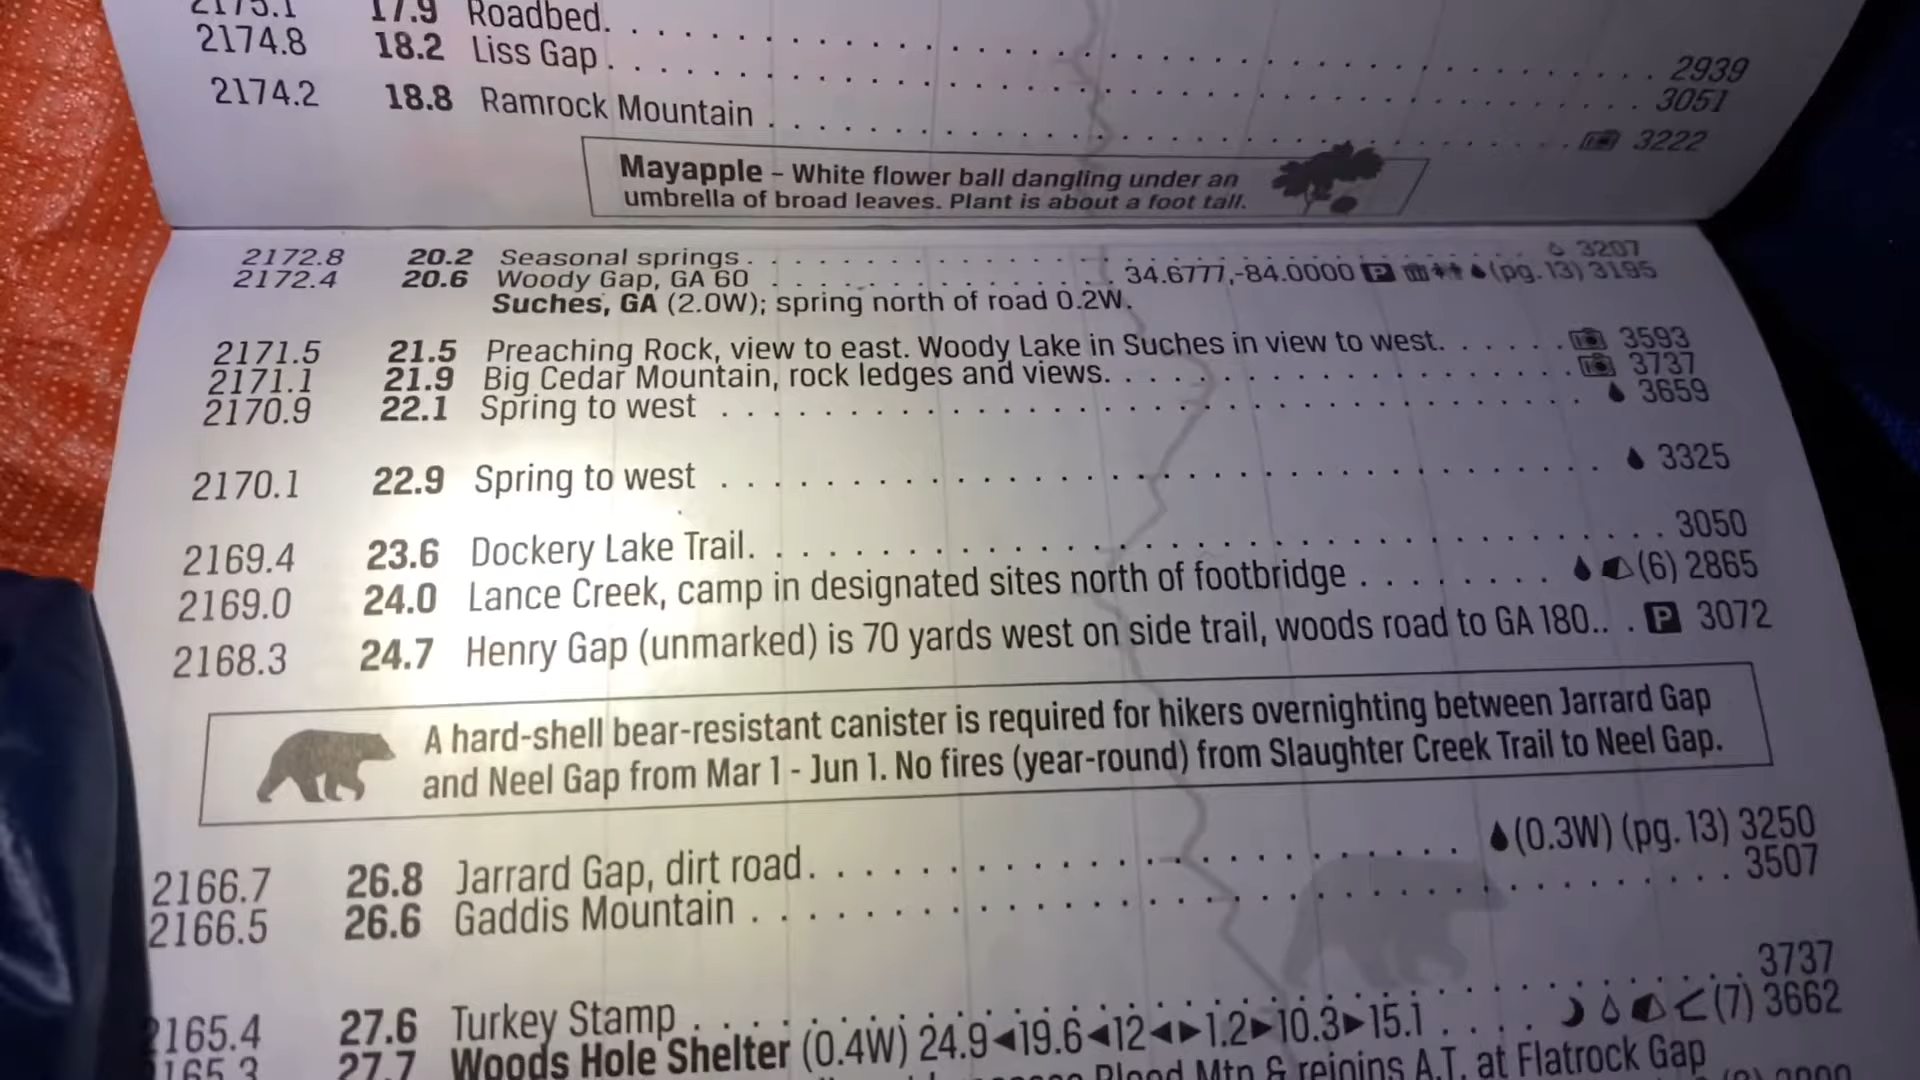 2175.1 17.9 Roadbed. . . . . . . . . . . . . . . . . . . . 2939
2174.8 18.2 Liss Gap . . . . . . . . . . . . . . . . . . . . 3051
2174.2 18.8 Ramrock Mountain . . . . . . . . . . . . . . . . . . . . 3222
Mayapple – White flower ball dangling under an
umbrella of broad leaves. Plant is about a foot tall.
2172.8 20.2 Seasonal springs . . . . . . . . . . . . . . . . . . . . 3207
2172.4 20.6 Woody Gap, GA 60 . . . . . . . . . . . . 34.6777,-84.0000 P (pg. 13) 3195
Suches, GA (2.0W); spring north of road 0.2W.
2171.5 21.5 Preaching Rock, view to east. Woody Lake in Suches in view to west. . . . . . 3593
2171.1 21.9 Big Cedar Mountain, rock ledges and views. . . . . . . . . . . . . . . . . 3737
2170.9 22.1 Spring to west . . . . . . . . . . . . . . . . . . . . 3659
2170.1 22.9 Spring to west . . . . . . . . . . . . . . . . . . . . 3325
2169.4 23.6 Dockery Lake Trail. . . . . . . . . . . . . . . . . . . . 3050
2169.0 24.0 Lance Creek, camp in designated sites north of footbridge . . . . . . . . (6) 2865
2168.3 24.7 Henry Gap (unmarked) is 70 yards west on side trail, woods road to GA 180.. . P 3072
A hard-shell bear-resistant canister is required for hikers overnighting between Jarrard Gap
and Neel Gap from Mar 1 - Jun 1. No fires (year-round) from Slaughter Creek Trail to Neel Gap.
2166.7 26.8 Jarrard Gap, dirt road. . . . . . . . . . . . . . . . . . . . (0.3W) (pg. 13) 3250
2166.5 26.6 Gaddis Mountain . . . . . . . . . . . . . . . . . . . . 3507
2165.4 27.6 Turkey Stamp . . . . . . . . . . . . . . . . . . . . 3737
2165.3 27.7 Woods Hole Shelter (0.4W) 24.9◄19.6◄12◄►1.2►10.3►15.1 . . . . (7) 3662
Blood Mtn & rejoins A.T. at Flatrock Gap